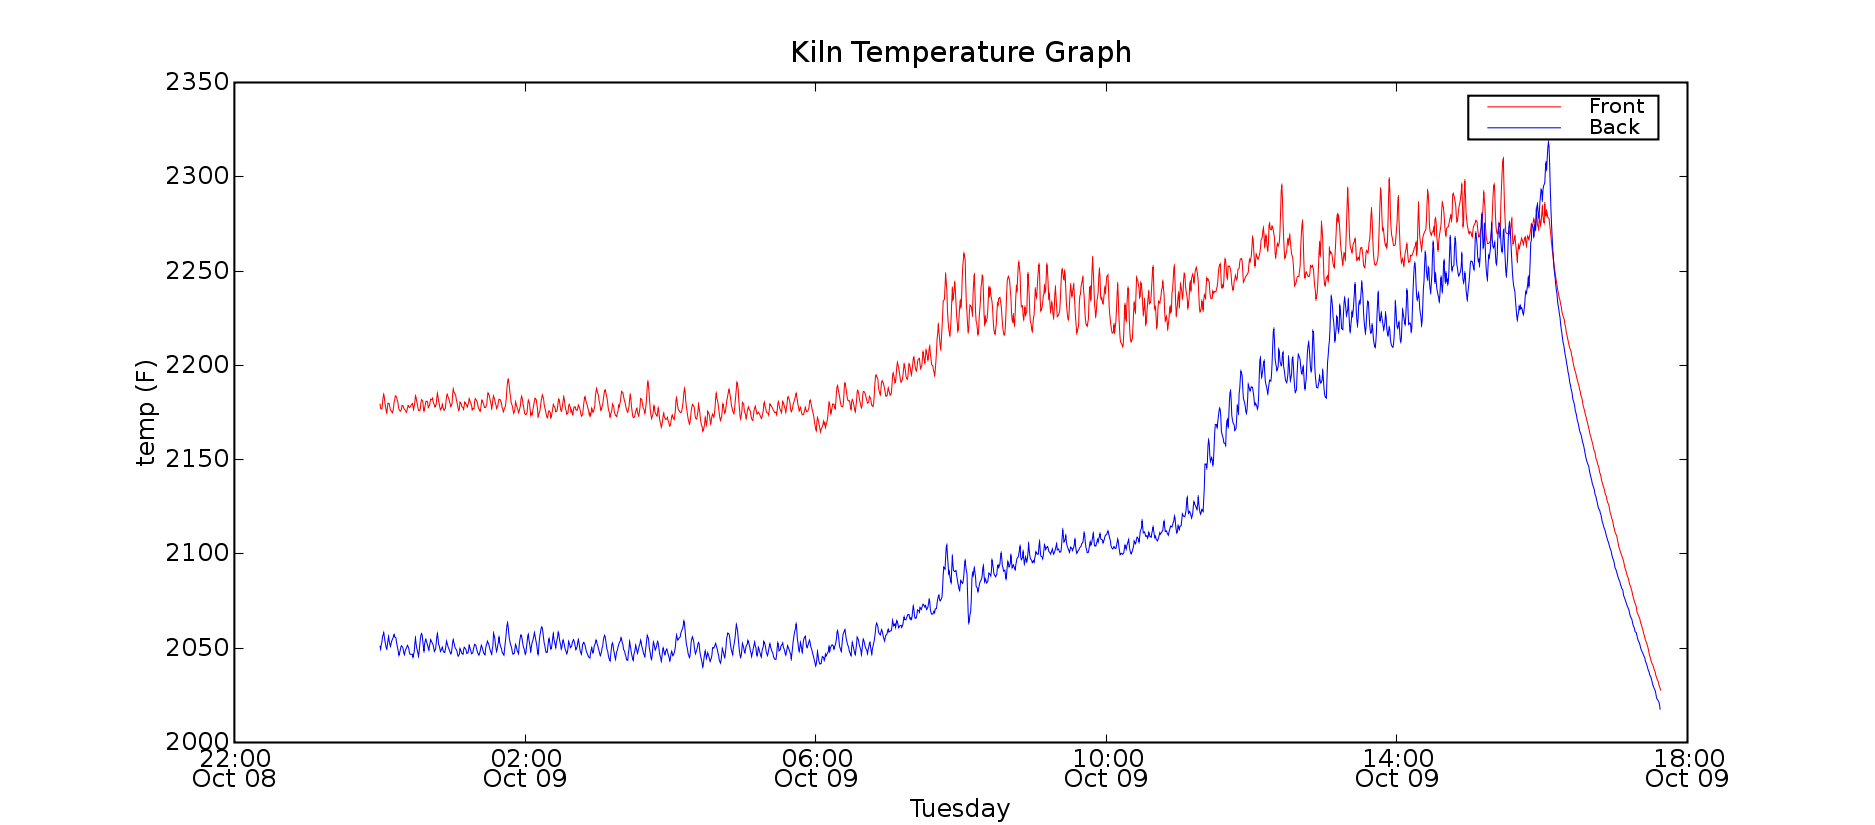 Kiln Temperature Graph
2350
2300
2250
2200
2150
2100
2050
2000
temp (F)
Front
Back
22:00 02:00 06:00 10:00 14:00 18:00
Oct 08 Oct 09 Oct 09 Oct 09 Oct 09 Oct 09
Tuesday